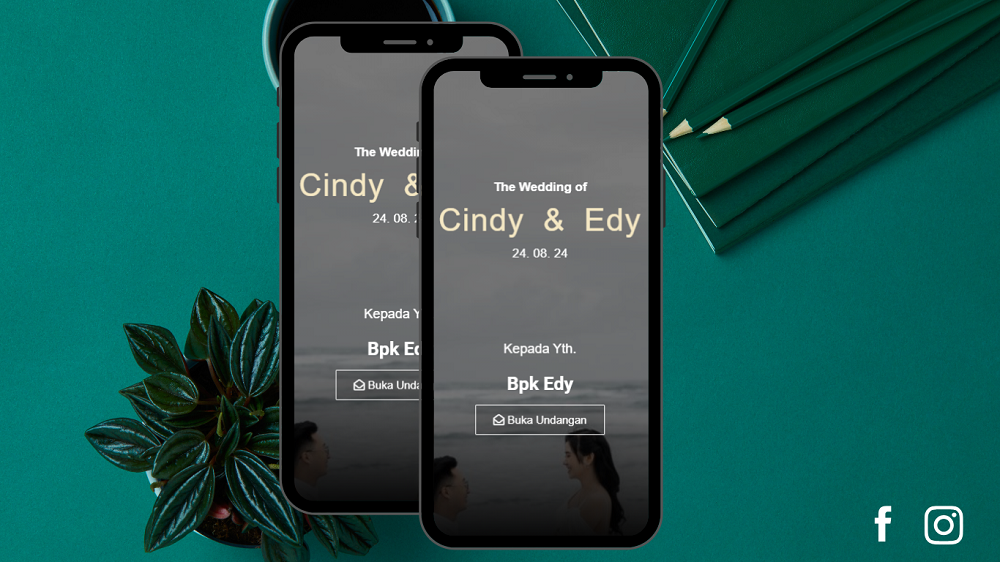 The Weddin
Cindy &
24. 08. 2
Kepada Y
Bpk Ed
Buka Unda
The Wedding of
Cindy & Edy
24. 08. 24
Kepada Yth.
Bpk Edy
Buka Undangan